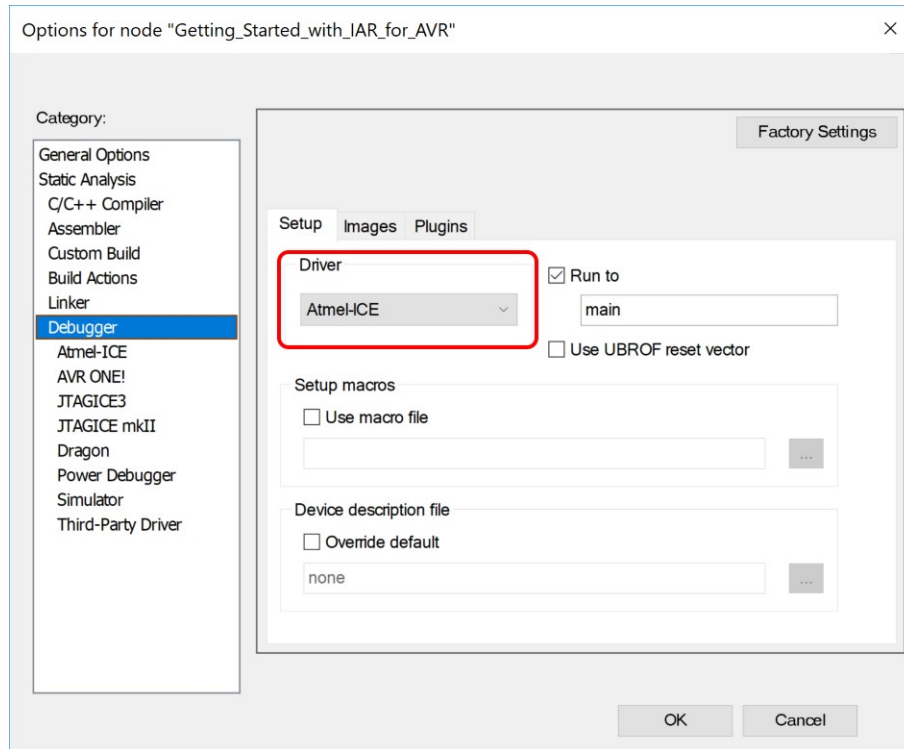 Options for node "Getting_Started_with_IAR_for_AVR"
Category:
General Options
Static Analysis
C/C++ Compiler
Assembler
Custom Build
Build Actions
Linker
Debugger
Atmel-ICE
AVR ONE!
JTAGICE3
JTAGICE mkII
Dragon
Power Debugger
Simulator
Third-Party Driver
Factory Settings
Setup Images Plugins
Driver
Atmel-ICE
Run to
main
Use UBROF reset vector
Setup macros
Use macro file
...
Device description file
Override default
none
...
OK Cancel